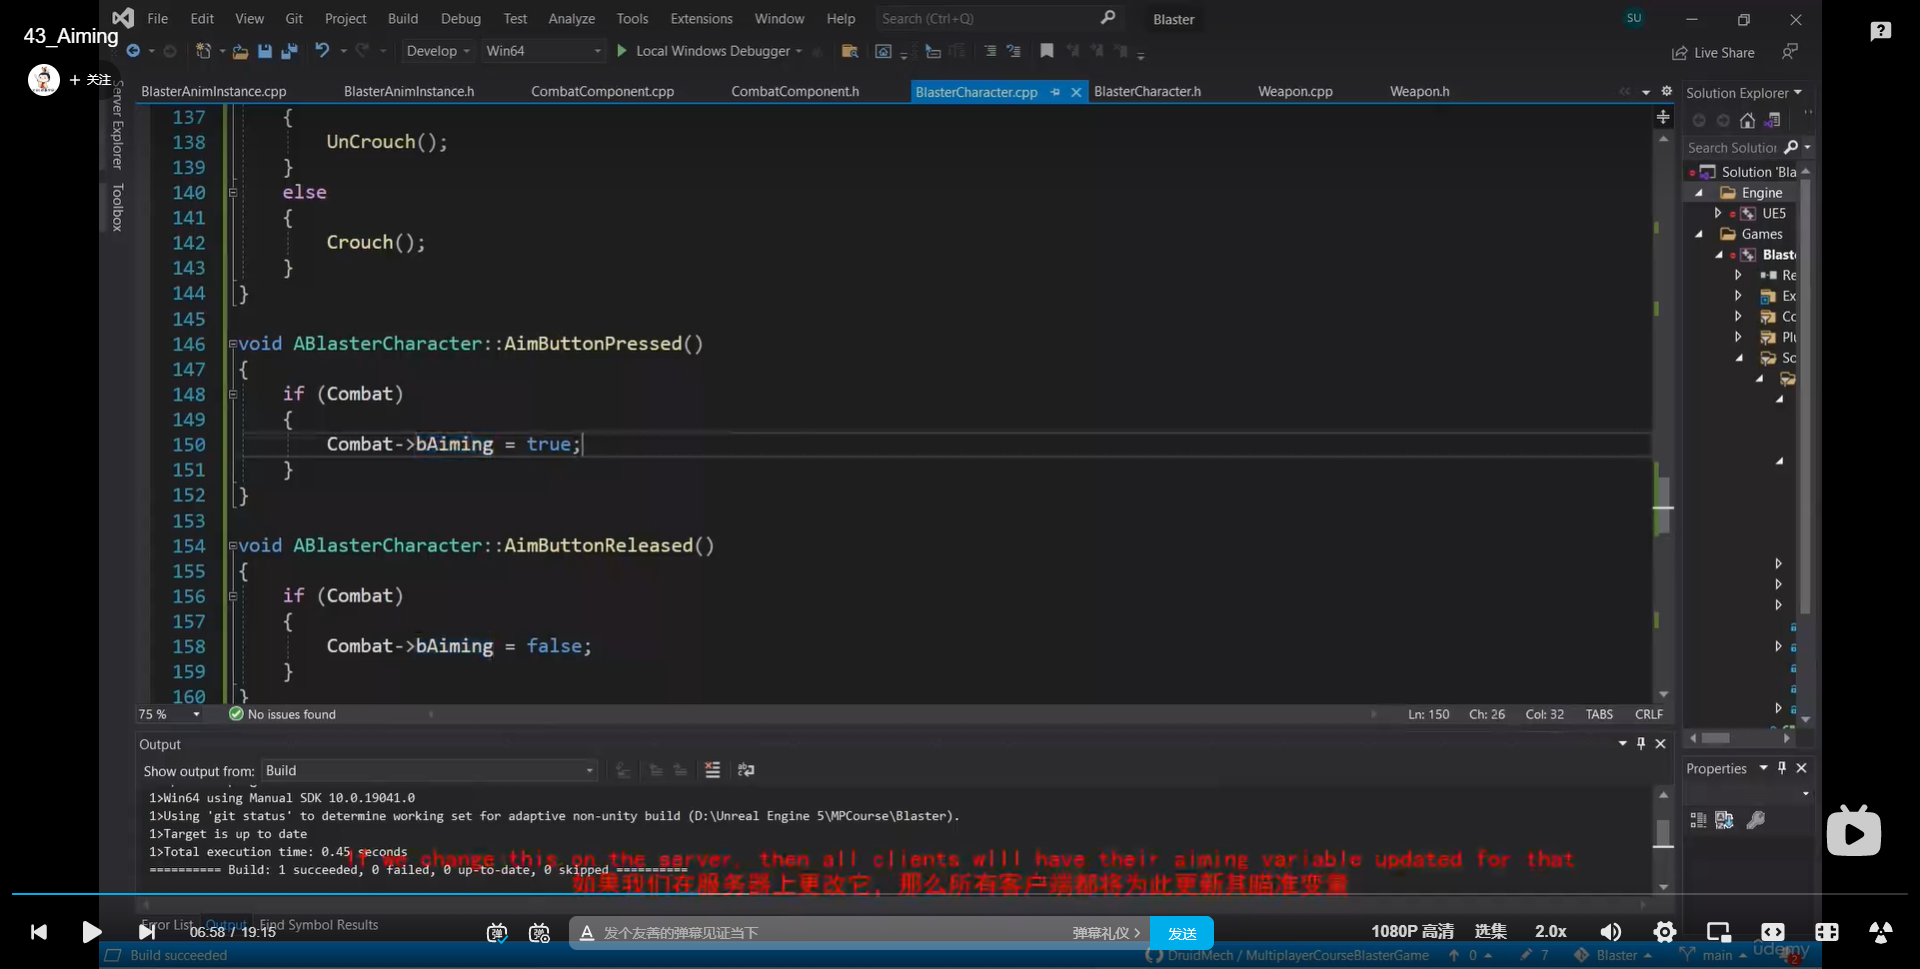 File Edit View Git Project Build Debug Test Analyze Tools Extensions Window Help Search (Ctrl+Q) Blaster SU
43_Aiming
Develop Win64 Local Windows Debugger Live Share
+ 关注
BlasterAnimInstance.cpp BlasterAnimInstance.h CombatComponent.cpp CombatComponent.h BlasterCharacter.cpp BlasterCharacter.h Weapon.cpp Weapon.h
Server Explorer
Toolbox
137 {
138 UnCrouch();
139 }
140 else
141 {
142 Crouch();
143 }
144 }
145
146 void ABlasterCharacter::AimButtonPressed()
147 {
148 if (Combat)
149 {
150 Combat->bAiming = true;
151 }
152 }
153
154 void ABlasterCharacter::AimButtonReleased()
155 {
156 if (Combat)
157 {
158 Combat->bAiming = false;
159 }
160 }
75 % No issues found Ln: 150 Ch: 26 Col: 32 TABS CRLF
Solution Explorer
Search Solution
Solution 'Bla
Engine
UE5
Games
Blast
Re
Ex
Co
Plu
So
Properties
Output
Show output from: Build
1>Win64 using Manual SDK 10.0.19041.0
1>Using 'git status' to determine working set for adaptive non-unity build (D:\Unreal Engine 5\MPCourse\Blaster).
1>Target is up to date
1>Total execution time: 0.45 seconds
========== Build: 1 succeeded, 0 failed, 0 up-to-date, 0 skipped ==========
If we change this on the server, then all clients will have their aiming variable updated for that
如果我们在服务器上更改它，那么所有客户端都将为此更新其瞄准变量
Error List Output Find Symbol Results
06:58 / 19:15
发个友善的弹幕见证当下 弹幕礼仪 > 发送
1080P 高清 选集 2.0x
Build succeeded DruidMech / MultiplayerCourseBlasterGame 0 7 Blaster main 2
udemy